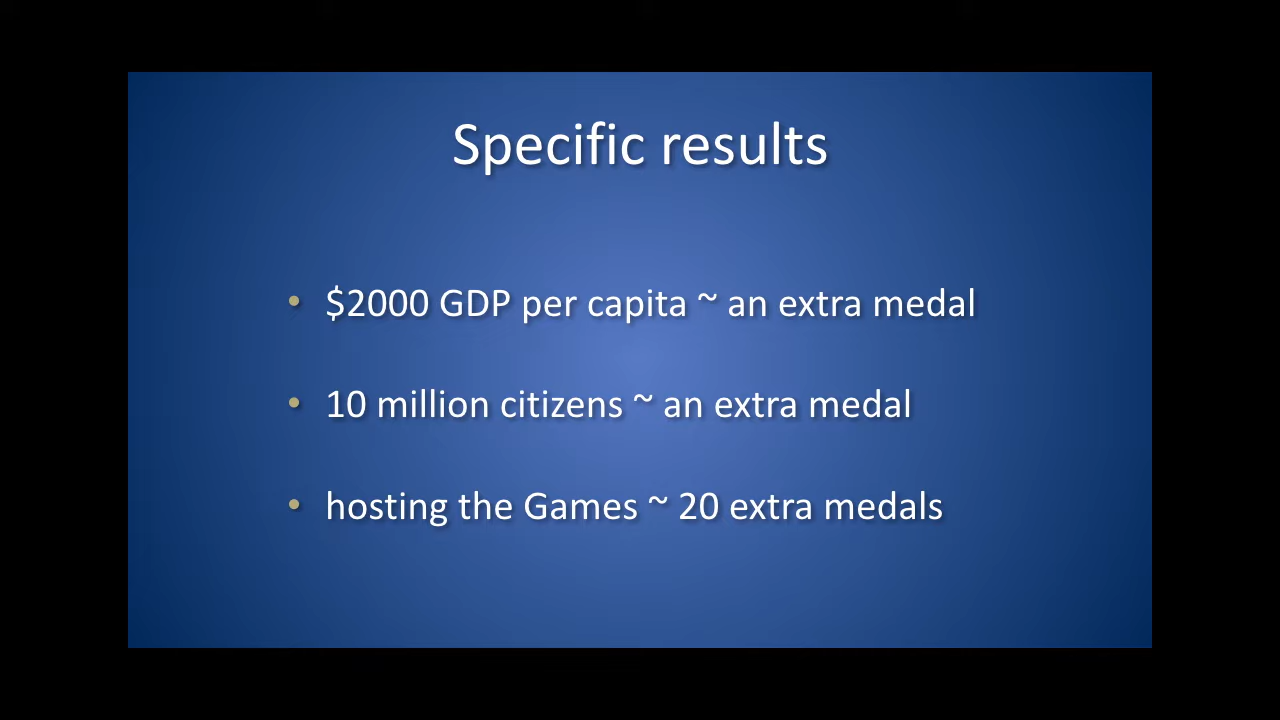 Specific results
• $2000 GDP per capita ~ an extra medal
• 10 million citizens ~ an extra medal
• hosting the Games ~ 20 extra medals